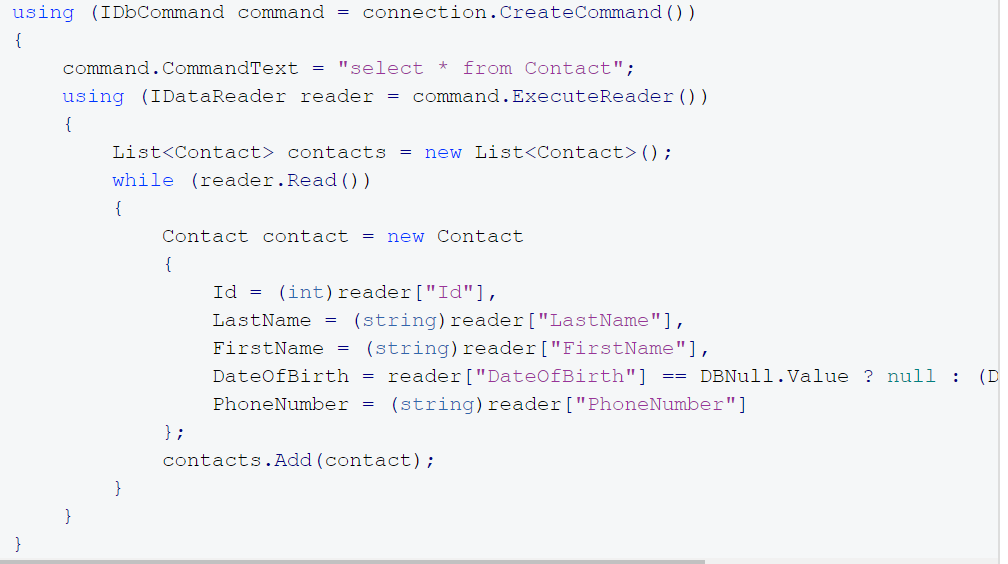 using (IDbCommand command = connection.CreateCommand())
{
    command.CommandText = "select * from Contact";
    using (IDataReader reader = command.ExecuteReader())
    {
        List<Contact> contacts = new List<Contact>();
        while (reader.Read())
        {
            Contact contact = new Contact
            {
                Id = (int)reader["Id"],
                LastName = (string)reader["LastName"],
                FirstName = (string)reader["FirstName"],
                DateOfBirth = reader["DateOfBirth"] == DBNull.Value ? null : (D
                PhoneNumber = (string)reader["PhoneNumber"]
            };
            contacts.Add(contact);
        }
    }
}